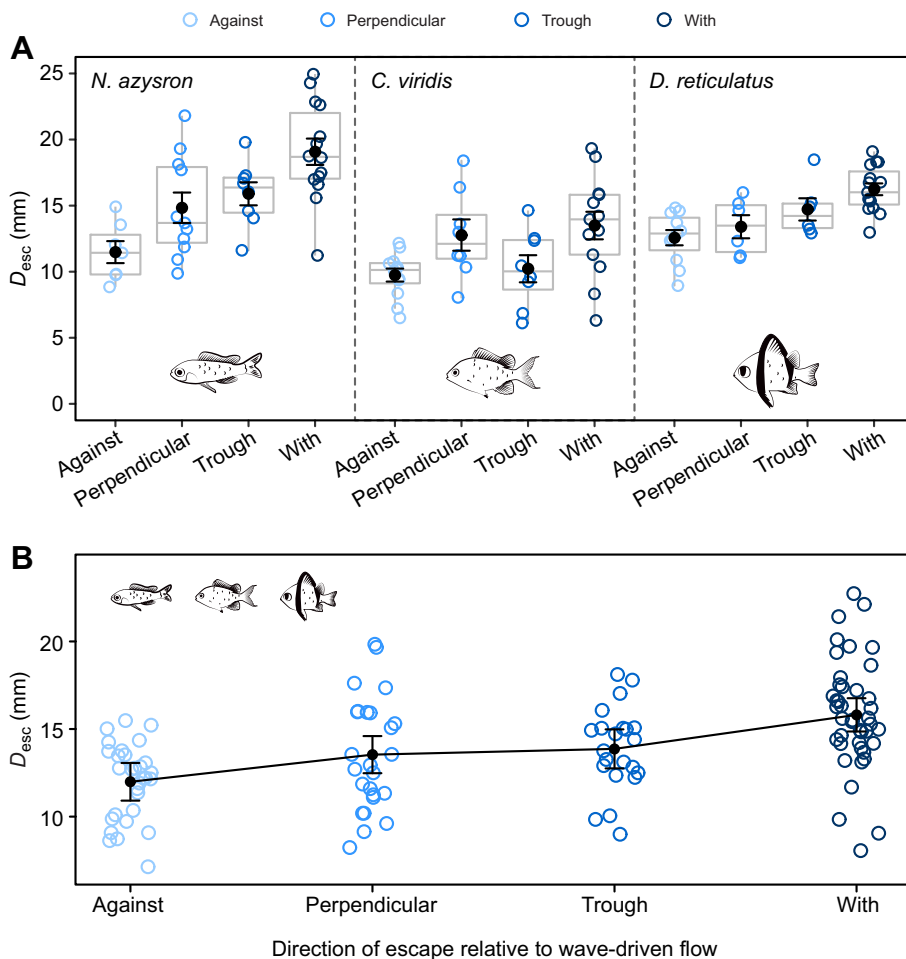 Against Perpendicular Trough With
A
N. azysron C. viridis D. reticulatus
25
20
15
10
5
0
D_esc (mm)
Against Perpendicular Trough With Against Perpendicular Trough With Against Perpendicular Trough With
B
20
15
10
D_esc (mm)
Against Perpendicular Trough With
Direction of escape relative to wave-driven flow